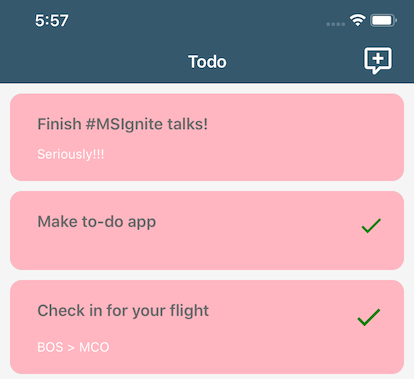 5:57
Todo
Finish #MSIgnite talks!
Seriously!!!
Make to-do app
Check in for your flight
BOS > MCO